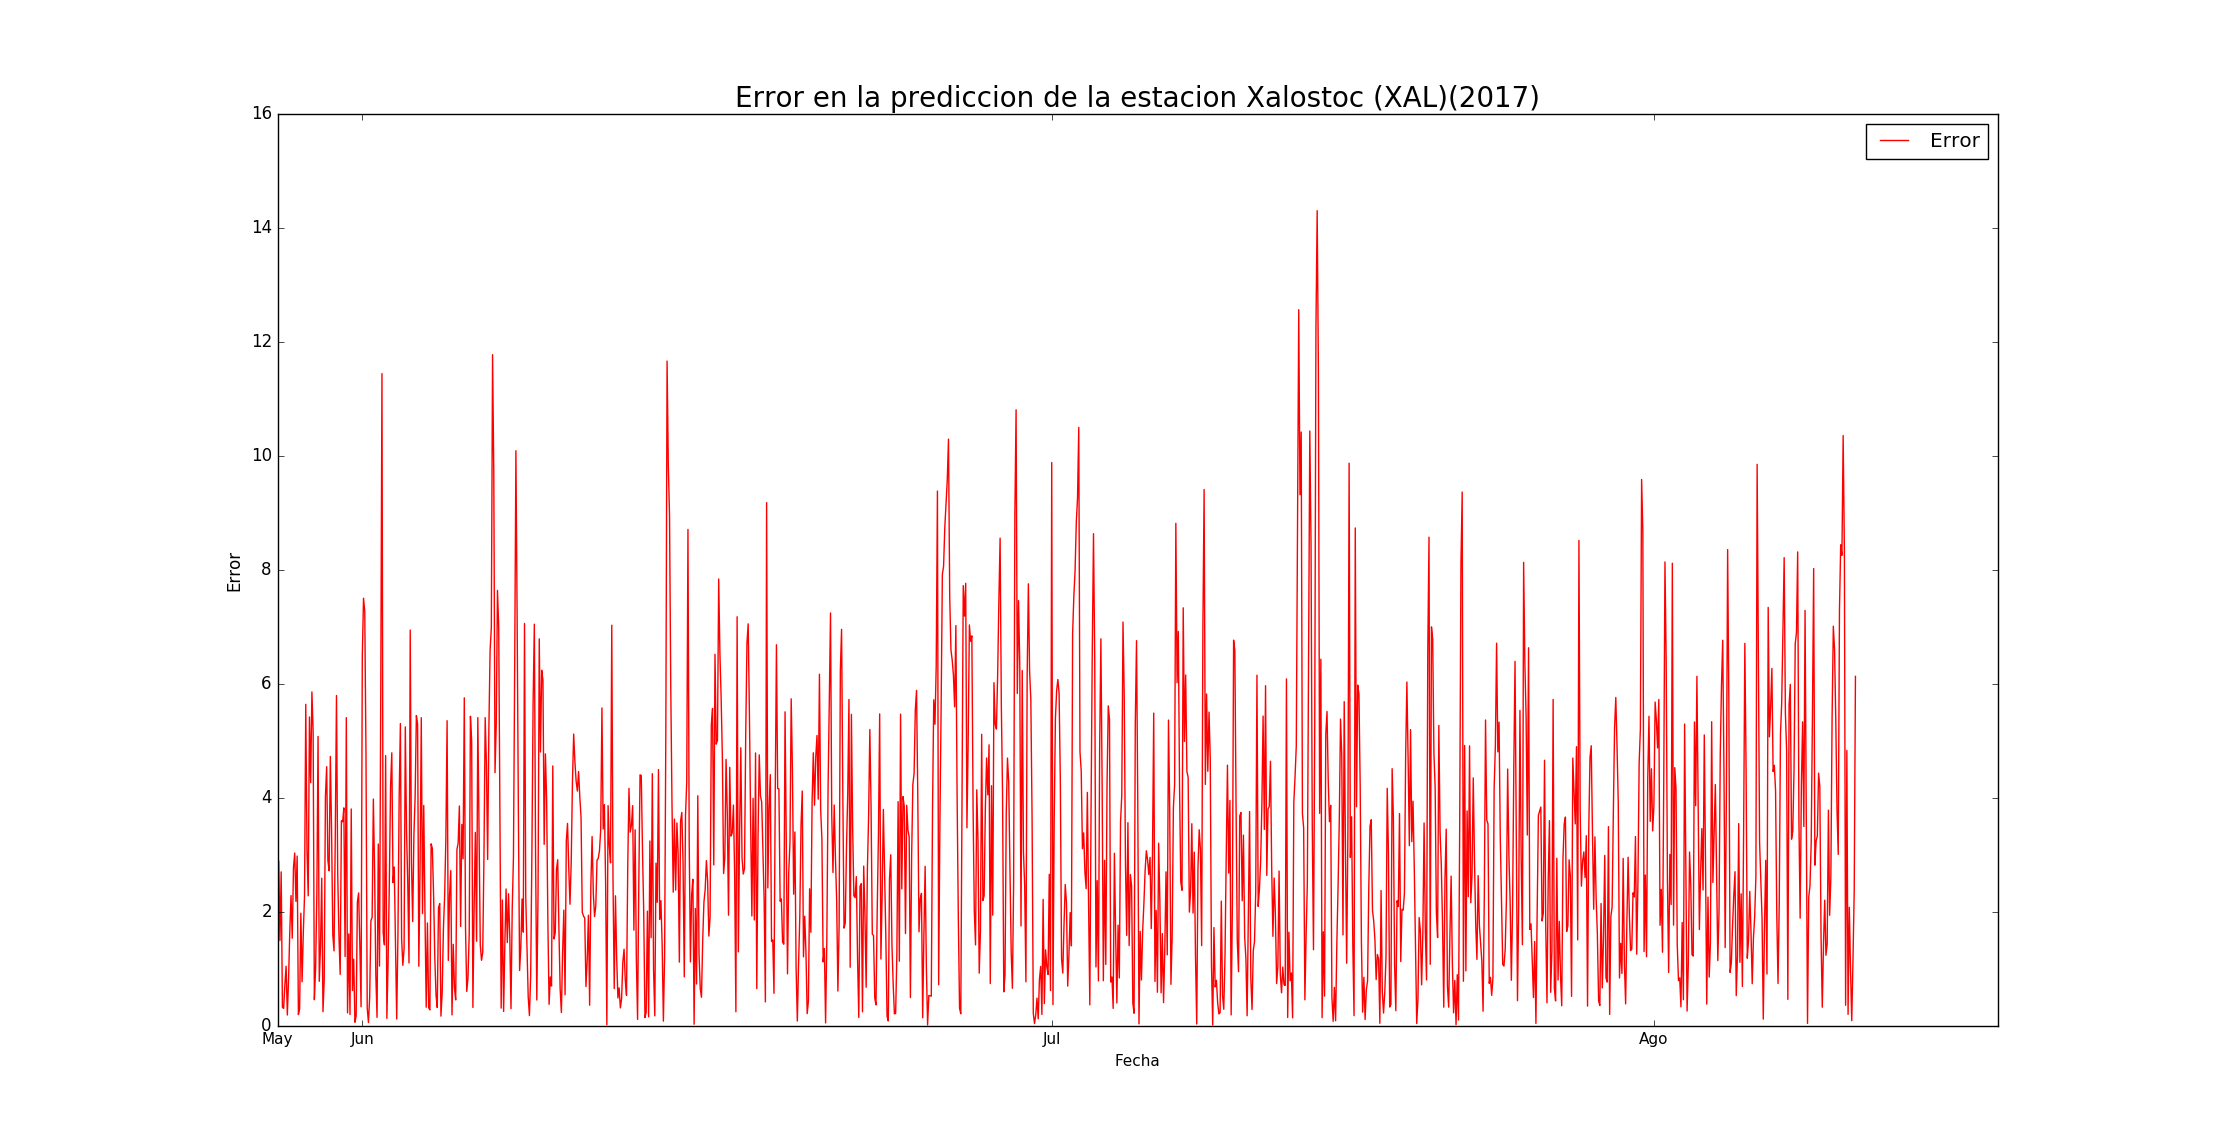 Error en la prediccion de la estacion Xalostoc (XAL)(2017)
16
Error
14
12
10
8
Error
6
4
2
0
May Jun Jul Ago
Fecha